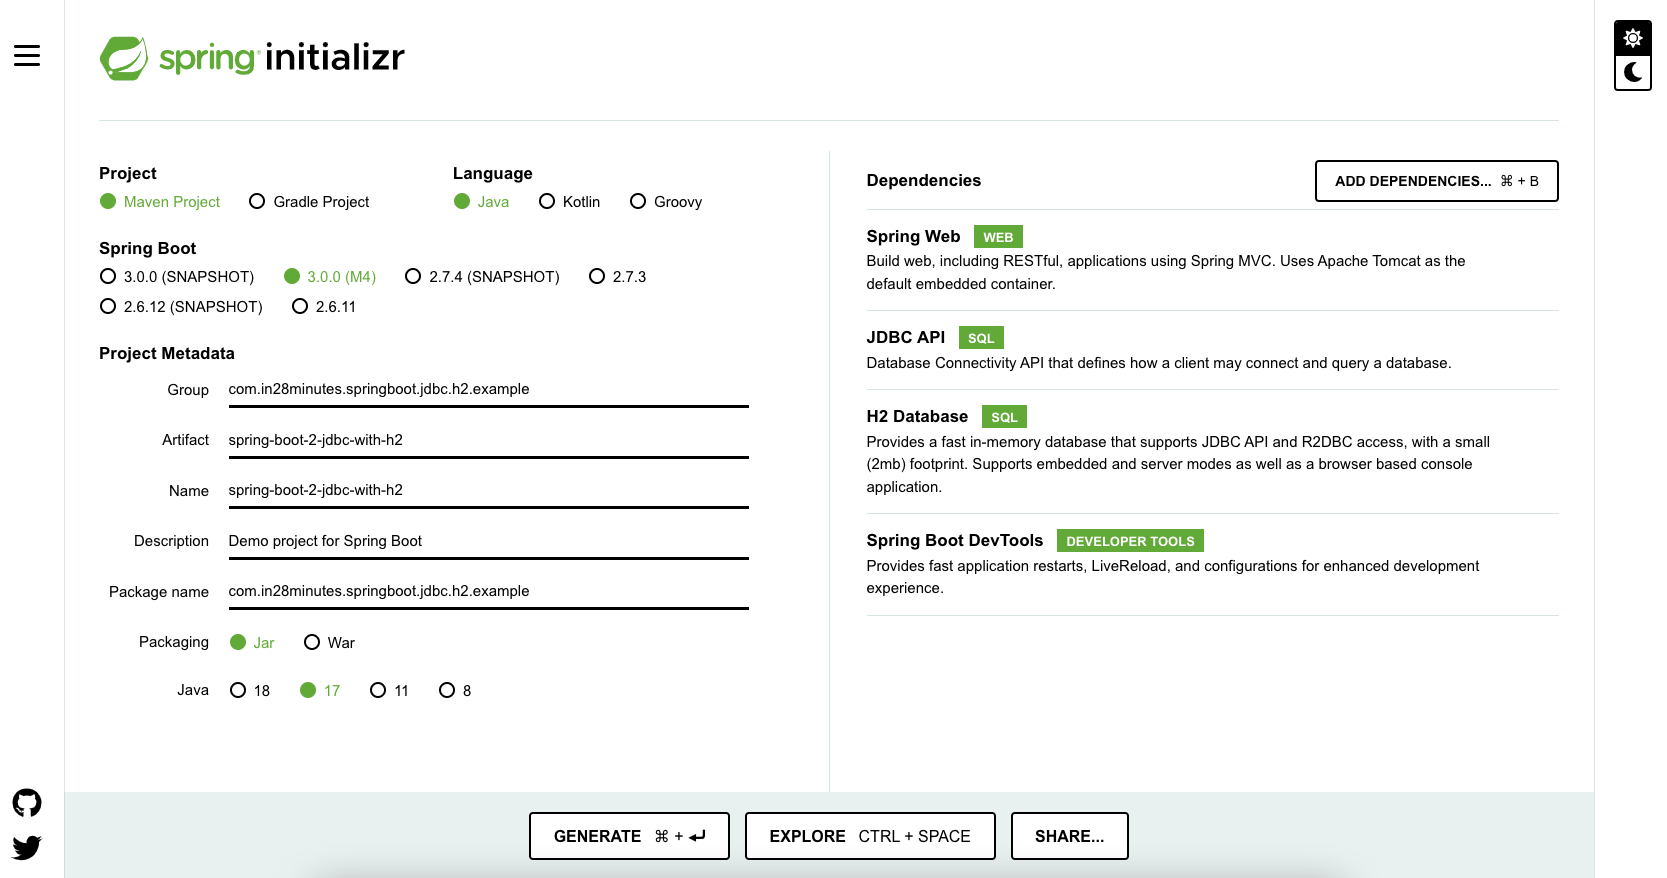 spring initializr
Project
Maven Project Gradle Project
Language
Java Kotlin Groovy
Spring Boot
3.0.0 (SNAPSHOT) 3.0.0 (M4) 2.7.4 (SNAPSHOT) 2.7.3
2.6.12 (SNAPSHOT) 2.6.11
Project Metadata
Group com.in28minutes.springboot.jdbc.h2.example
Artifact spring-boot-2-jdbc-with-h2
Name spring-boot-2-jdbc-with-h2
Description Demo project for Spring Boot
Package name com.in28minutes.springboot.jdbc.h2.example
Packaging Jar War
Java 18 17 11 8
Dependencies
ADD DEPENDENCIES... ⌘ + B
Spring Web WEB
Build web, including RESTful, applications using Spring MVC. Uses Apache Tomcat as the
default embedded container.
JDBC API SQL
Database Connectivity API that defines how a client may connect and query a database.
H2 Database SQL
Provides a fast in-memory database that supports JDBC API and R2DBC access, with a small
(2mb) footprint. Supports embedded and server modes as well as a browser based console
application.
Spring Boot DevTools DEVELOPER TOOLS
Provides fast application restarts, LiveReload, and configurations for enhanced development
experience.
GENERATE ⌘ + ⏎
EXPLORE CTRL + SPACE
SHARE...